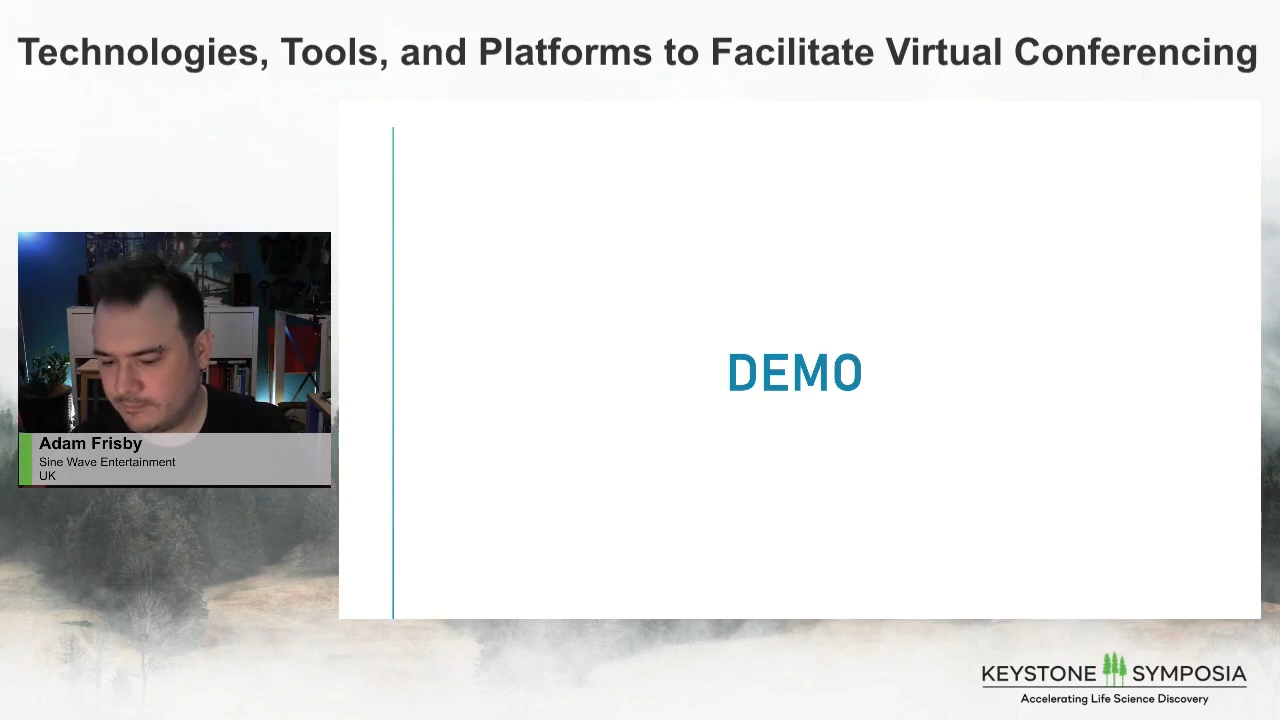 Technologies, Tools, and Platforms to Facilitate Virtual Conferencing
DEMO
Adam Frisby
Sine Wave Entertainment
UK
KEYSTONE SYMPOSIA
Accelerating Life Science Discovery